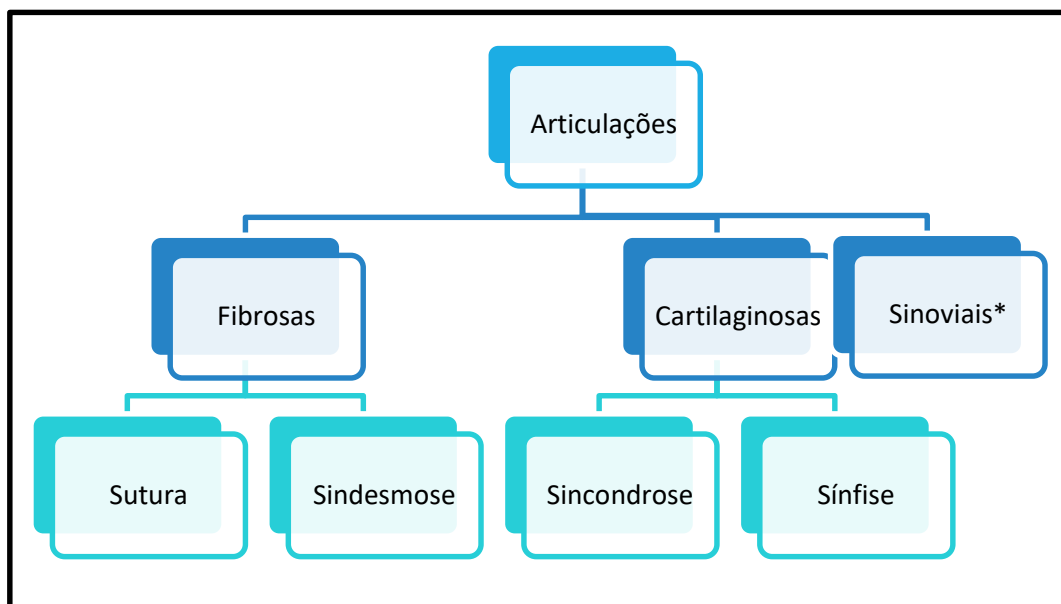 Articulações
Fibrosas
Cartilaginosas
Sinoviais*
Sutura
Sindesmose
Sincondrose
Sínfise